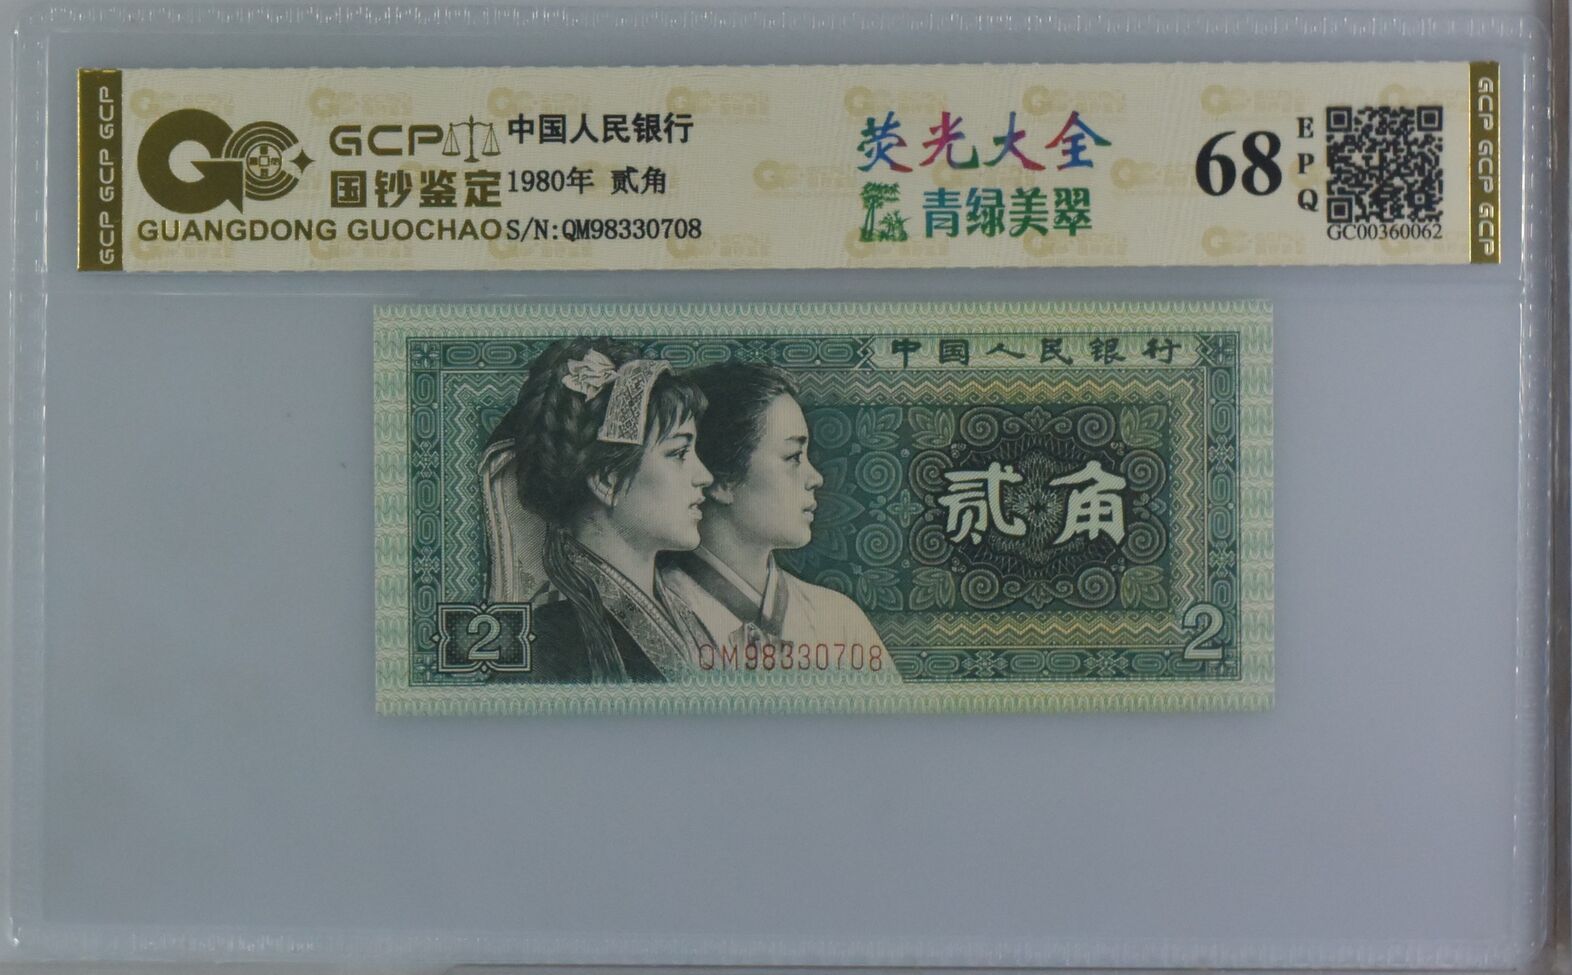 GCP GCP GCP
GCP
国钞鉴定
GUANGDONG GUOCHAO
中国人民银行
1980年 贰角
S/N:QM98330708
荧光大全
青绿美翠
68
EPQ
GC00360062
GCP GCP GCP
中国人民银行
贰角
2
2
QM98330708